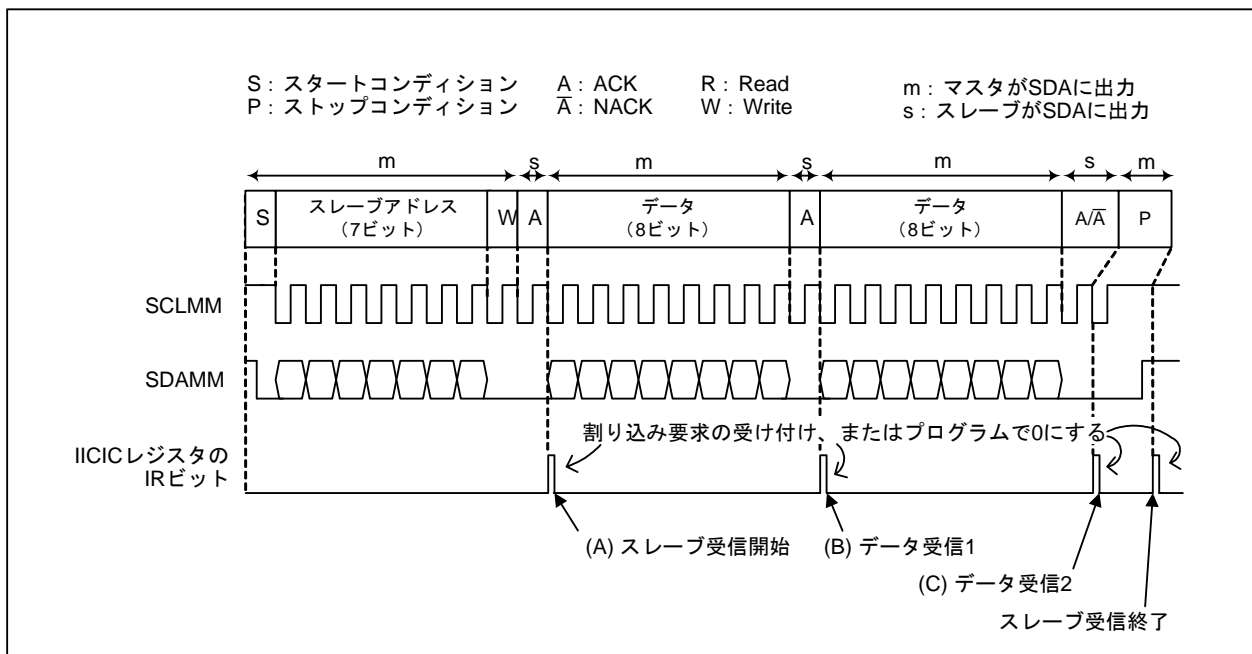 S : スタートコンディション A : ACK R : Read m : マスタがSDAに出力
P : ストップコンディション A̅ : NACK W : Write s : スレーブがSDAに出力
m s m s m s m
S スレーブアドレス（7ビット） W A データ（8ビット） A データ（8ビット） A/A̅ P
SCLMM
SDAMM
割り込み要求の受け付け、またはプログラムで0にする
IICICレジスタの
IRビット
(A) スレーブ受信開始 (B) データ受信1
(C) データ受信2
スレーブ受信終了